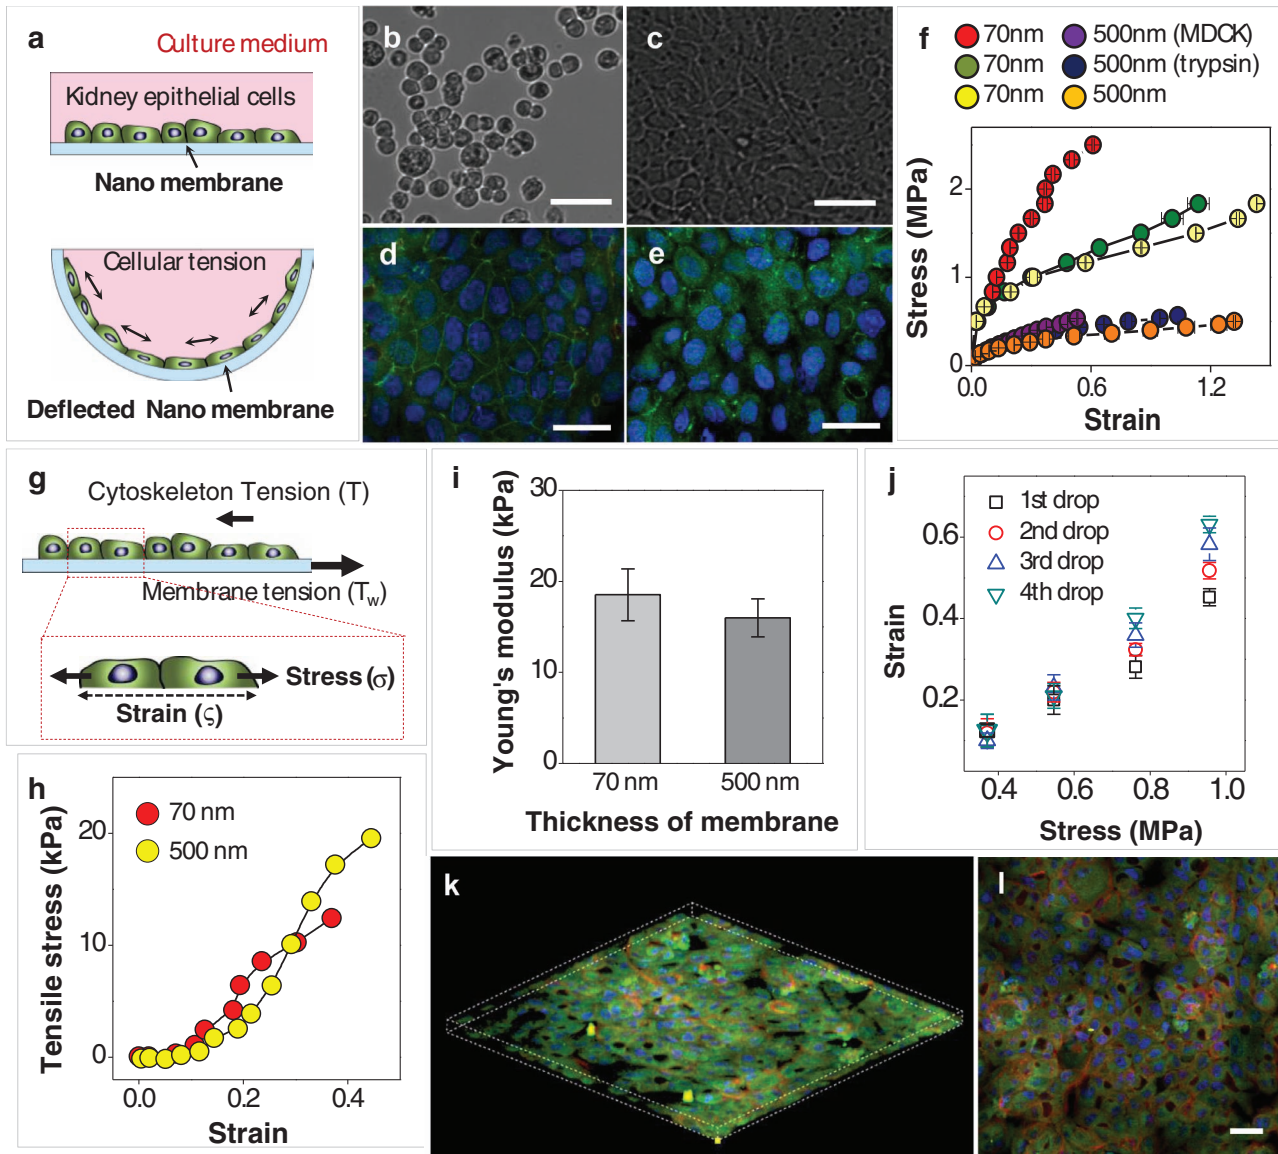 a
Culture medium
Kidney epithelial cells
Nano membrane
Cellular tension
Deflected Nano membrane
b
c
d
e
f
70nm 500nm (MDCK)
70nm 500nm (trypsin)
70nm 500nm
Stress (MPa)
2
1
0
0.0 0.6 1.2
Strain
g
Cytoskeleton Tension (T)
Membrane tension (Tw)
Stress (σ)
Strain (ζ)
h
70 nm
500 nm
Tensile stress (kPa)
20
10
0
0.0 0.2 0.4
Strain
i
Young's modulus (kPa)
30
20
10
0
70 nm 500 nm
Thickness of membrane
j
1st drop
2nd drop
3rd drop
4th drop
Strain
0.6
0.4
0.2
0.4 0.6 0.8 1.0
Stress (MPa)
k
l